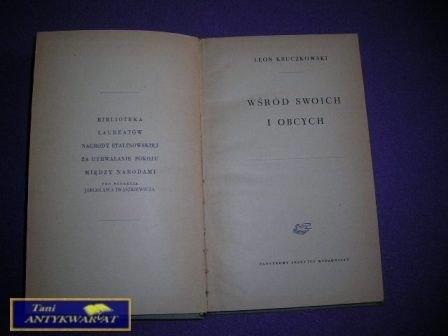 BIBLIOTEKA
LAUREATÓW
NAGRODY STALINOWSKIEJ
ZA UTRWALANIE POKOJU
MIĘDZY NARODAMI
POD REDAKCJĄ
JAROSŁAWA IWASZKIEWICZA
LEON KRUCZKOWSKI
WŚRÓD SWOICH
I OBCYCH
PAŃSTWOWY INSTYTUT WYDAWNICZY
Tani
ANTYKWARIAT